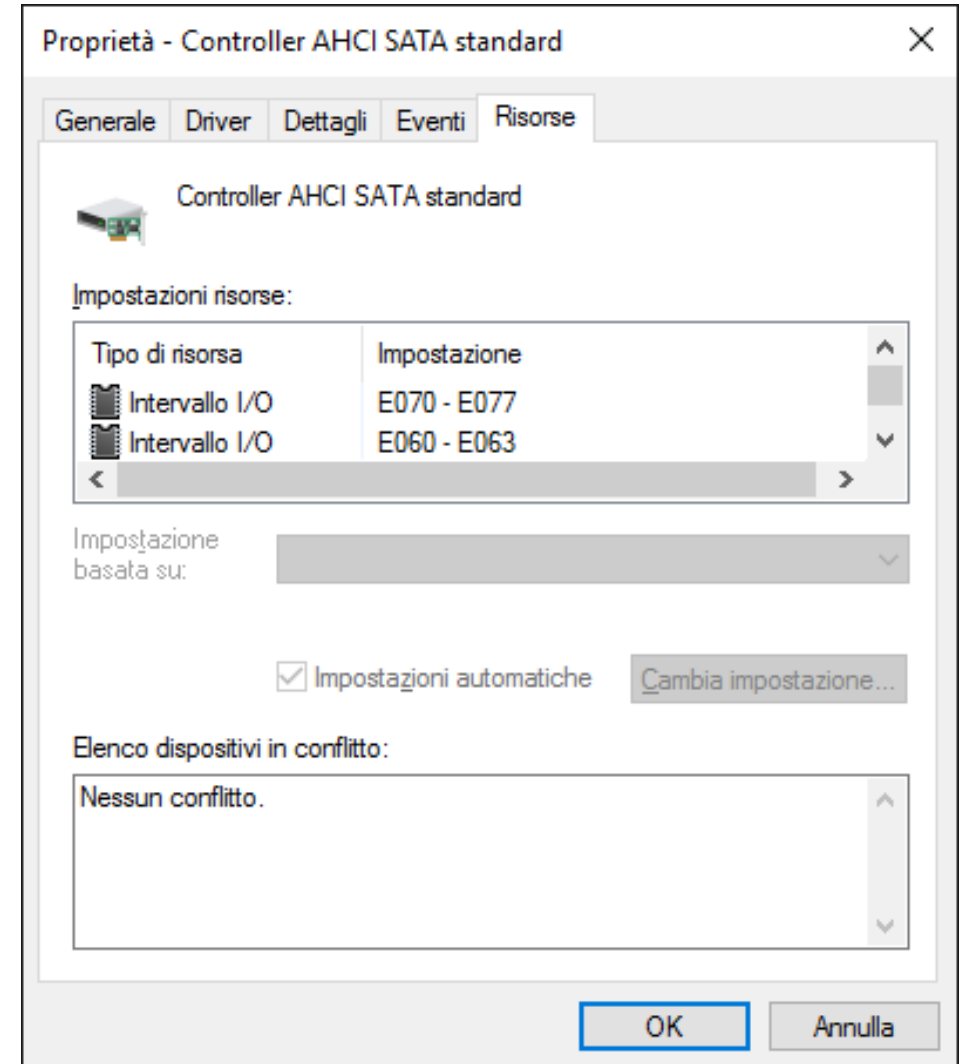 Proprietà - Controller AHCI SATA standard
Generale Driver Dettagli Eventi Risorse
Controller AHCI SATA standard
Impostazioni risorse:
Tipo di risorsa Impostazione
Intervallo I/O E070 - E077
Intervallo I/O E060 - E063
Impostazione
basata su:
Impostazioni automatiche Cambia impostazione...
Elenco dispositivi in conflitto:
Nessun conflitto.
OK Annulla